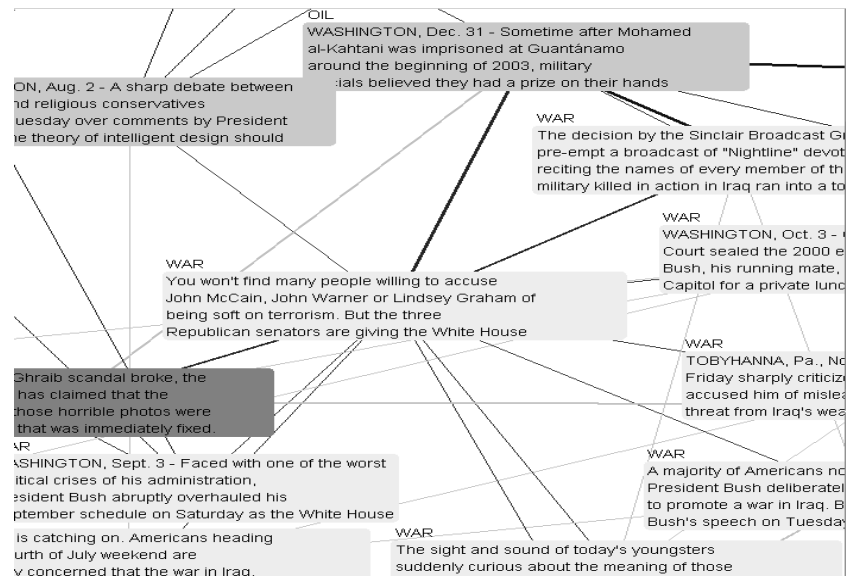 OIL
WASHINGTON, Dec. 31 - Sometime after Mohamed
al-Kahtani was imprisoned at Guantánamo
around the beginning of 2003, military
cials believed they had a prize on their hands
ON, Aug. 2 - A sharp debate between
nd religious conservatives
uesday over comments by President
he theory of intelligent design should
WAR
The decision by the Sinclair Broadcast Gr
pre-empt a broadcast of "Nightline" devot
reciting the names of every member of th
military killed in action in Iraq ran into a to
WAR
WASHINGTON, Oct. 3 -
Court sealed the 2000 e
Bush, his running mate,
Capitol for a private lunc
WAR
You won't find many people willing to accuse
John McCain, John Warner or Lindsey Graham of
being soft on terrorism. But the three
Republican senators are giving the White House
WAR
TOBYHANNA, Pa., No
Friday sharply criticize
accused him of mislea
threat from Iraq's wea
Ghraib scandal broke, the
has claimed that the
those horrible photos were
that was immediately fixed.
AR
ASHINGTON, Sept. 3 - Faced with one of the worst
itical crises of his administration,
esident Bush abruptly overhauled his
ptember schedule on Saturday as the White House
WAR
A majority of Americans no
President Bush deliberatel
to promote a war in Iraq. B
Bush's speech on Tuesday
is catching on. Americans heading
urth of July weekend are
y concerned that the war in Iraq.
WAR
The sight and sound of today's youngsters
suddenly curious about the meaning of those